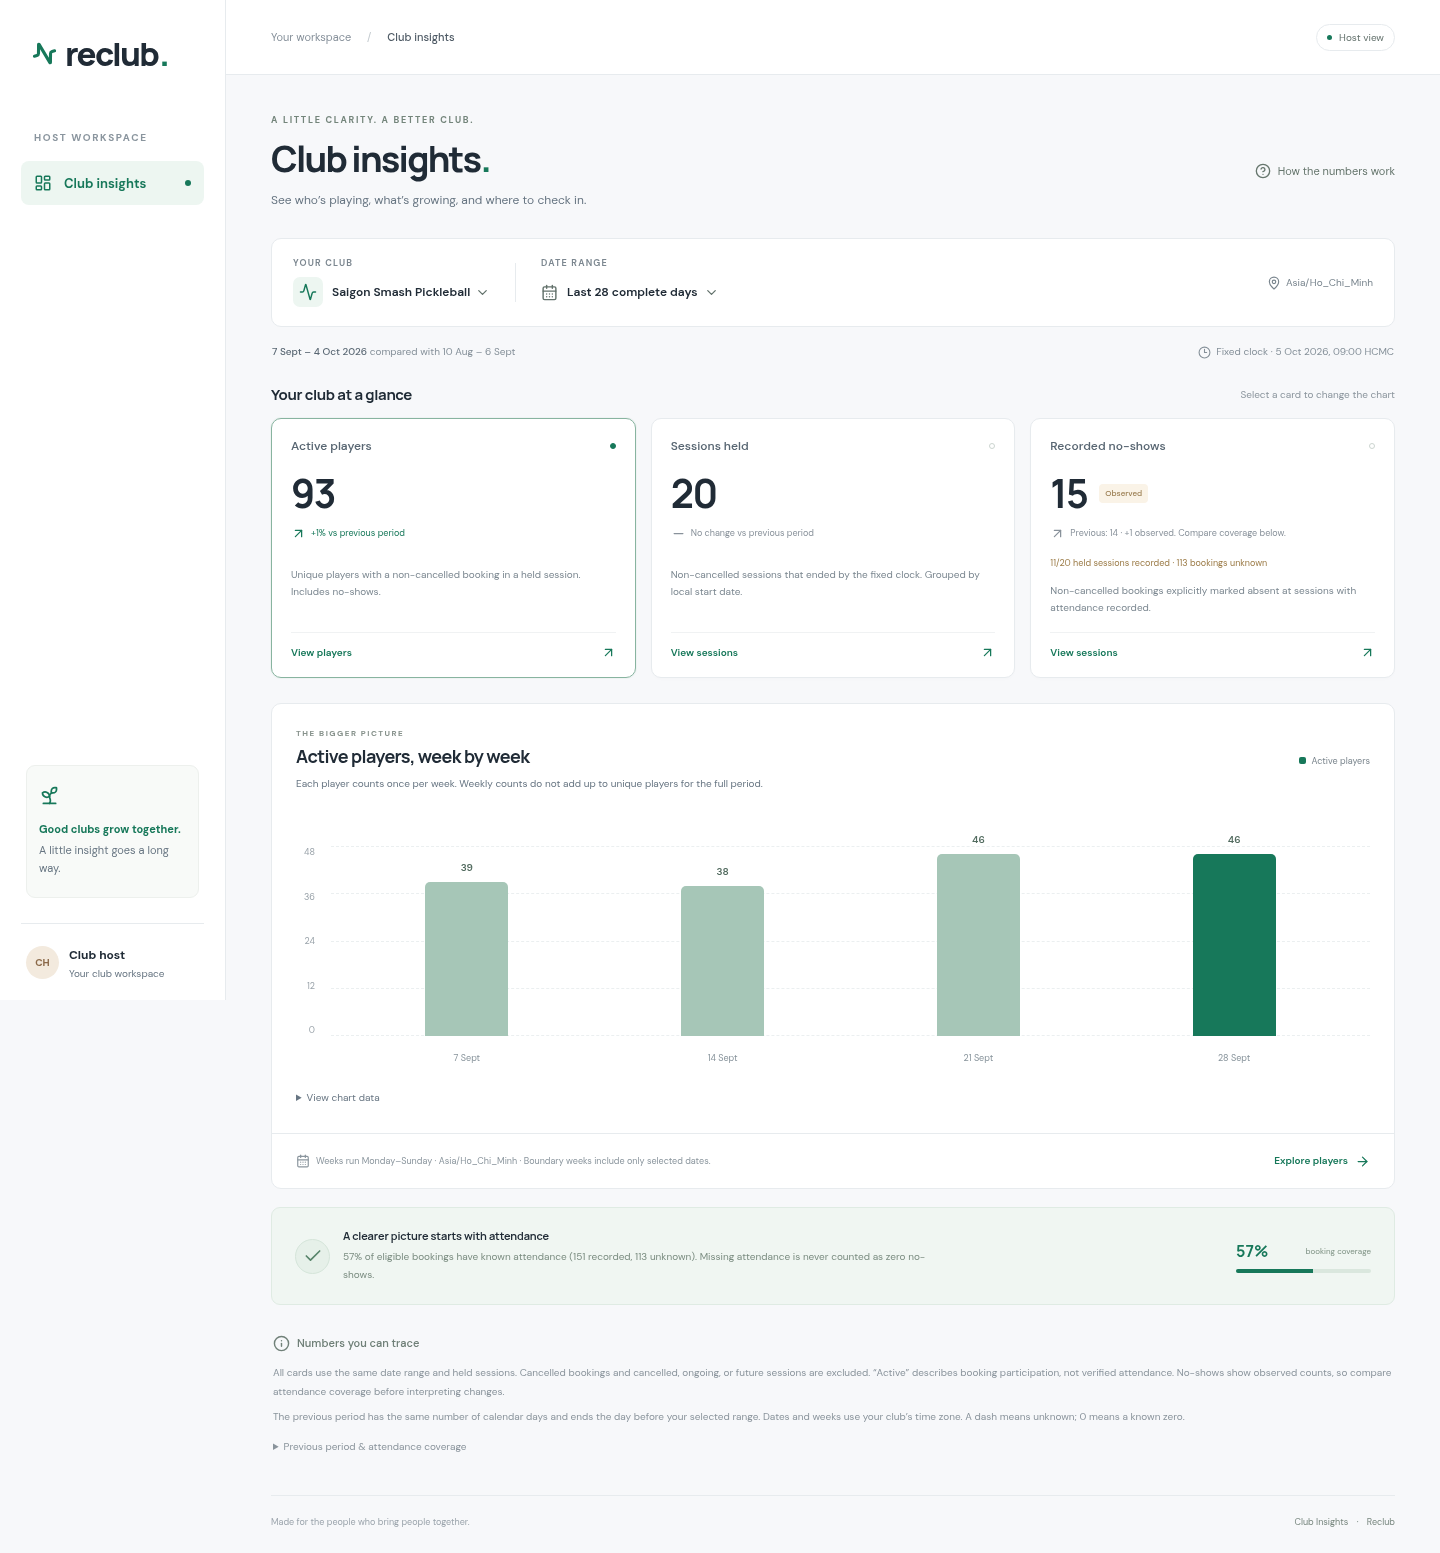 reclub.
HOST WORKSPACE
Club insights
Good clubs grow together.
A little insight goes a long
way.
CH
Club host
Your club workspace
Your workspace / Club insights
Host view
A LITTLE CLARITY. A BETTER CLUB.
Club insights.
See who’s playing, what’s growing, and where to check in.
How the numbers work
YOUR CLUB
Saigon Smash Pickleball
DATE RANGE
Last 28 complete days
Asia/Ho_Chi_Minh
7 Sept – 4 Oct 2026 compared with 10 Aug – 6 Sept
Fixed clock · 5 Oct 2026, 09:00 HCMC
Your club at a glance
Select a card to change the chart
Active players
93
+1% vs previous period
Unique players with a non-cancelled booking in a held session.
Includes no-shows.
View players
Sessions held
20
No change vs previous period
Non-cancelled sessions that ended by the fixed clock. Grouped by
local start date.
View sessions
Recorded no-shows
15 Observed
Previous: 14 · +1 observed. Compare coverage below.
11/20 held sessions recorded · 113 bookings unknown
Non-cancelled bookings explicitly marked absent at sessions with
attendance recorded.
View sessions
THE BIGGER PICTURE
Active players, week by week
Each player counts once per week. Weekly counts do not add up to unique players for the full period.
Active players
48
36
24
12
0
39
38
46
46
7 Sept
14 Sept
21 Sept
28 Sept
View chart data
Weeks run Monday–Sunday · Asia/Ho_Chi_Minh · Boundary weeks include only selected dates.
Explore players
A clearer picture starts with attendance
57% of eligible bookings have known attendance (151 recorded, 113 unknown). Missing attendance is never counted as zero no-
shows.
57% booking coverage
Numbers you can trace
All cards use the same date range and held sessions. Cancelled bookings and cancelled, ongoing, or future sessions are excluded. “Active” describes booking participation, not verified attendance. No-shows show observed counts, so compare
attendance coverage before interpreting changes.
The previous period has the same number of calendar days and ends the day before your selected range. Dates and weeks use your club’s time zone. A dash means unknown; 0 means a known zero.
Previous period & attendance coverage
Made for the people who bring people together.
Club Insights · Reclub